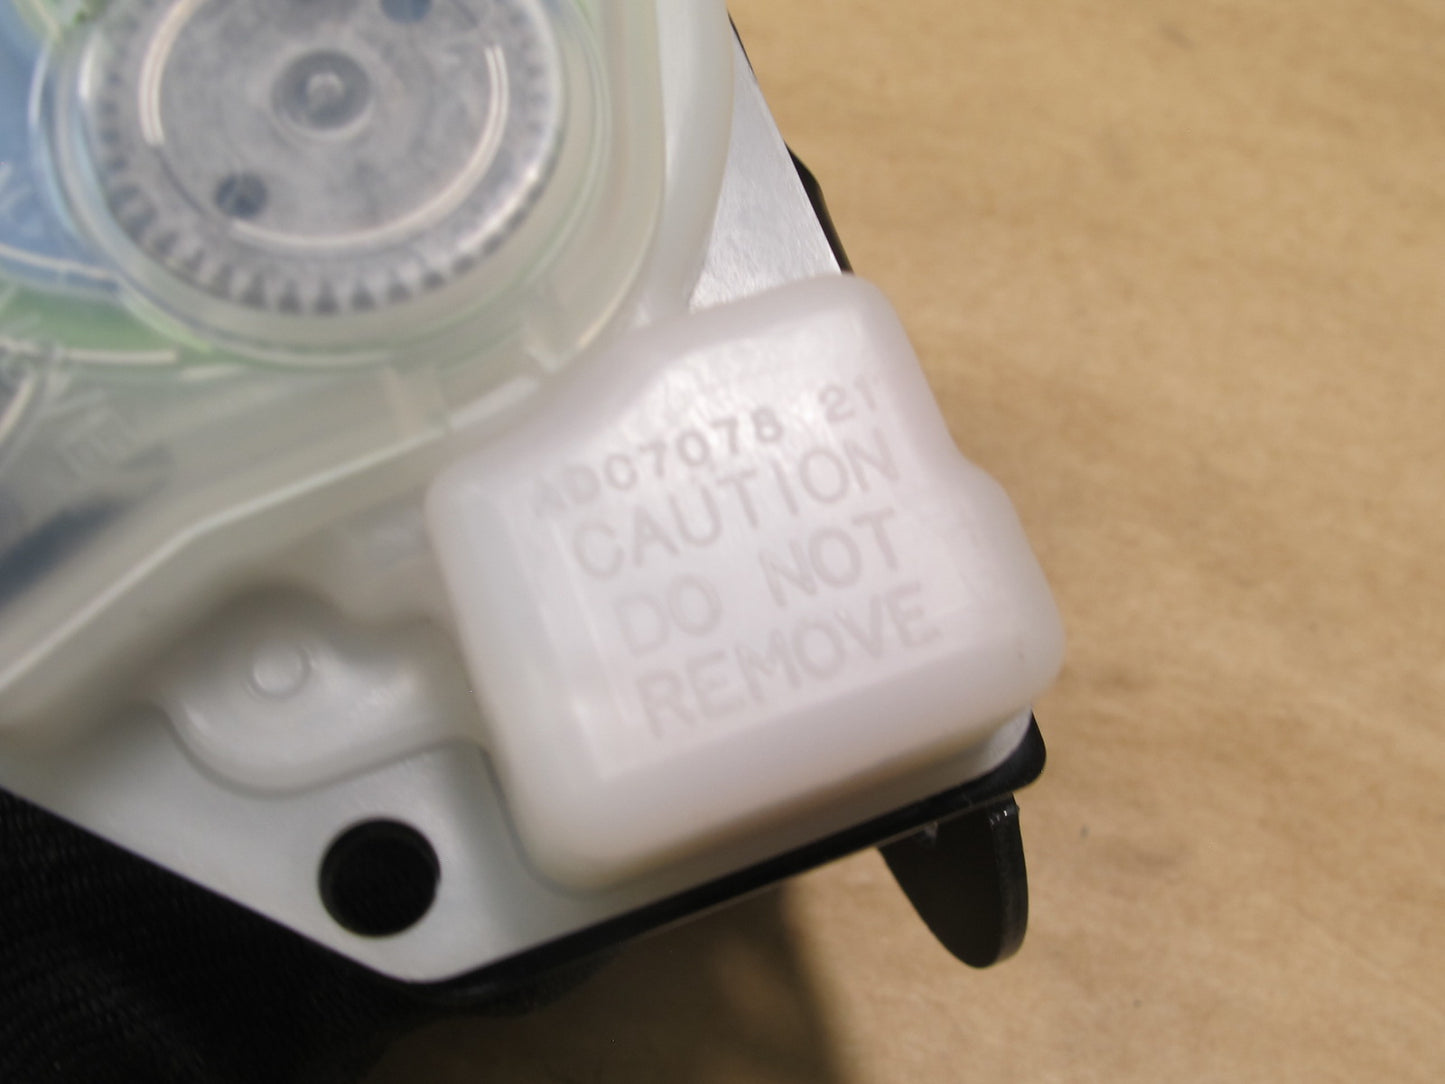 AD07078 21
CAUTION
DO NOT
REMOVE